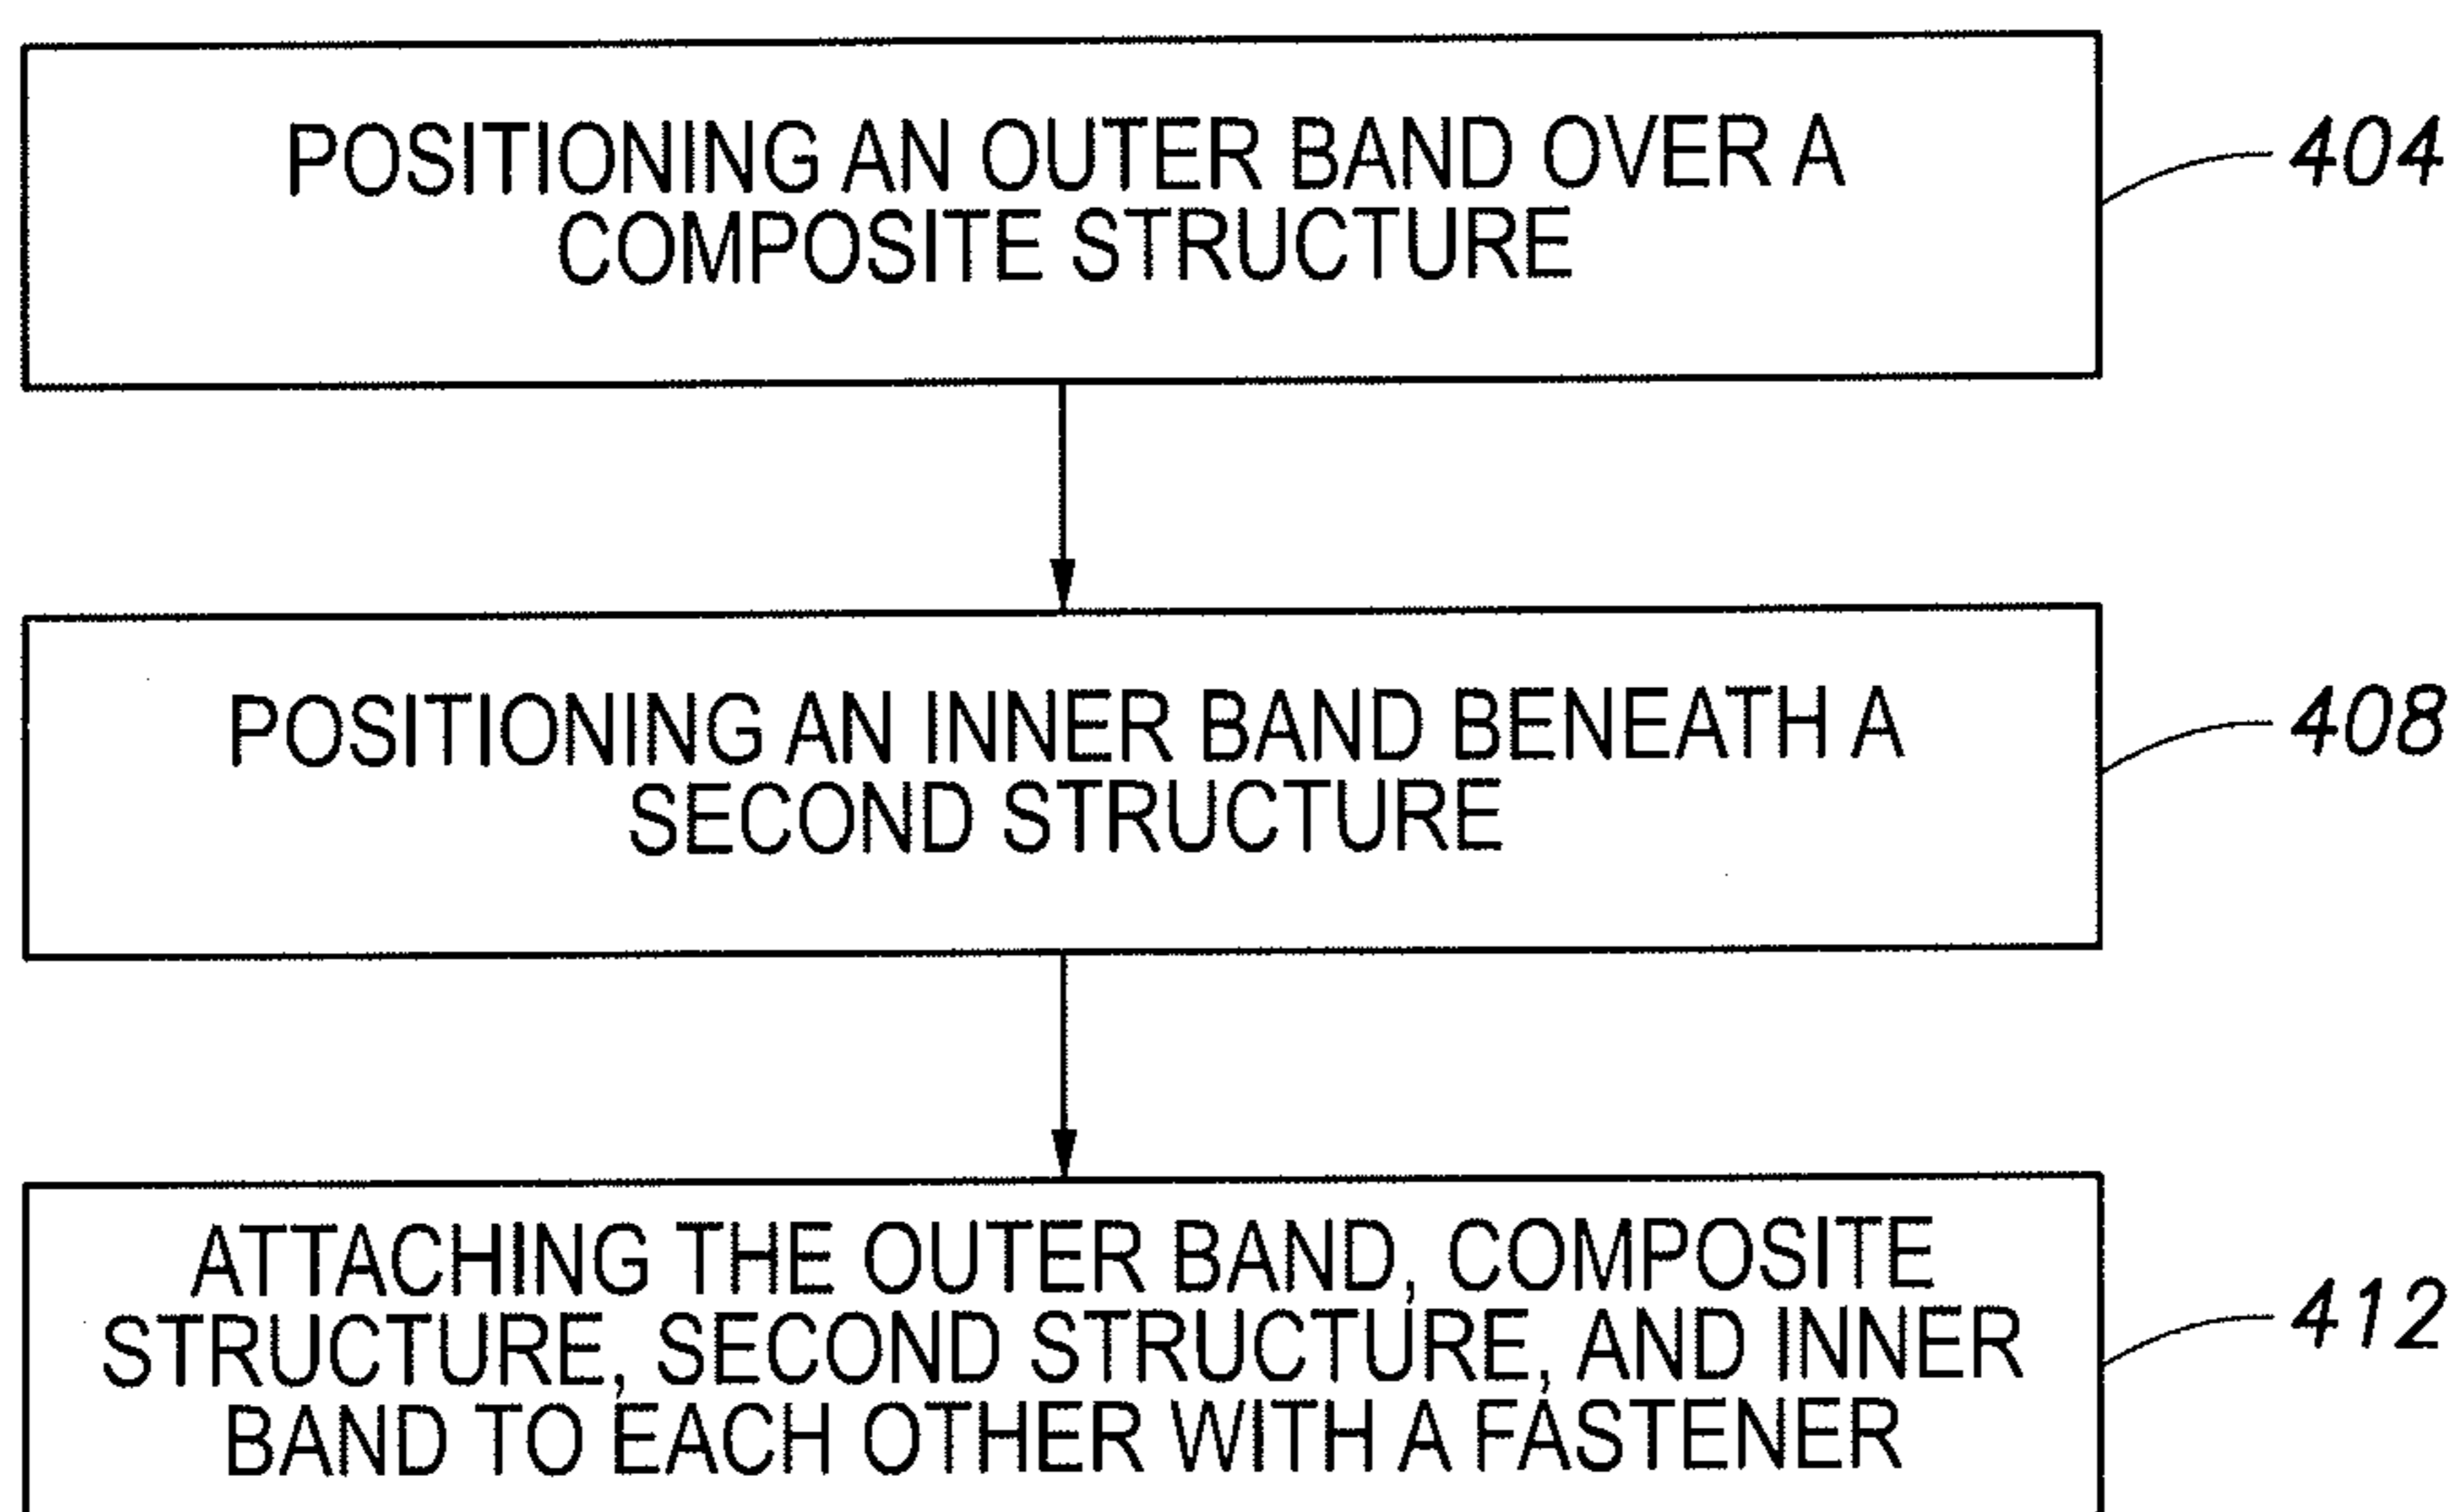 POSITIONING AN OUTER BAND OVER A
COMPOSITE STRUCTURE
404
POSITIONING AN INNER BAND BENEATH A
SECOND STRUCTURE
408
ATTACHING THE OUTER BAND, COMPOSITE
STRUCTURE, SECOND STRUCTURE, AND INNER
BAND TO EACH OTHER WITH A FASTENER
412